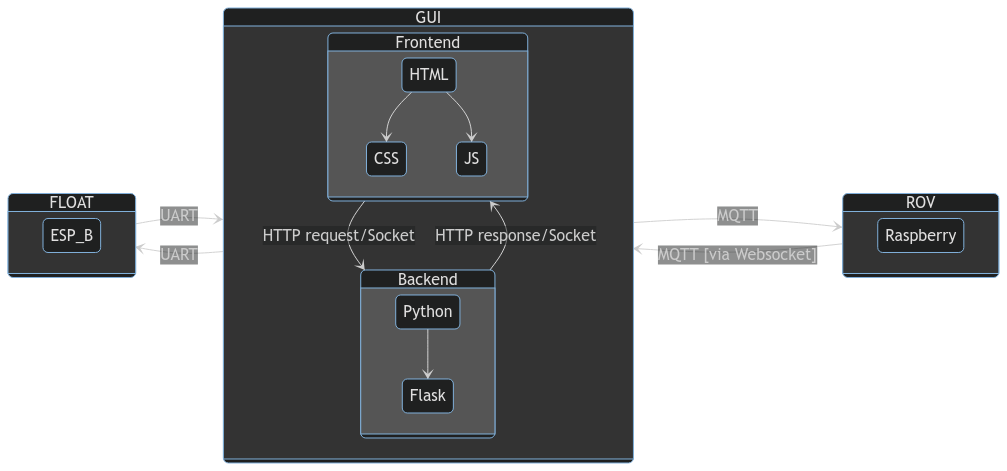 GUI
Frontend
HTML
CSS
JS
FLOAT
ESP_B
UART
UART
HTTP request/Socket
HTTP response/Socket
MQTT
MQTT [via Websocket]
ROV
Raspberry
Backend
Python
Flask